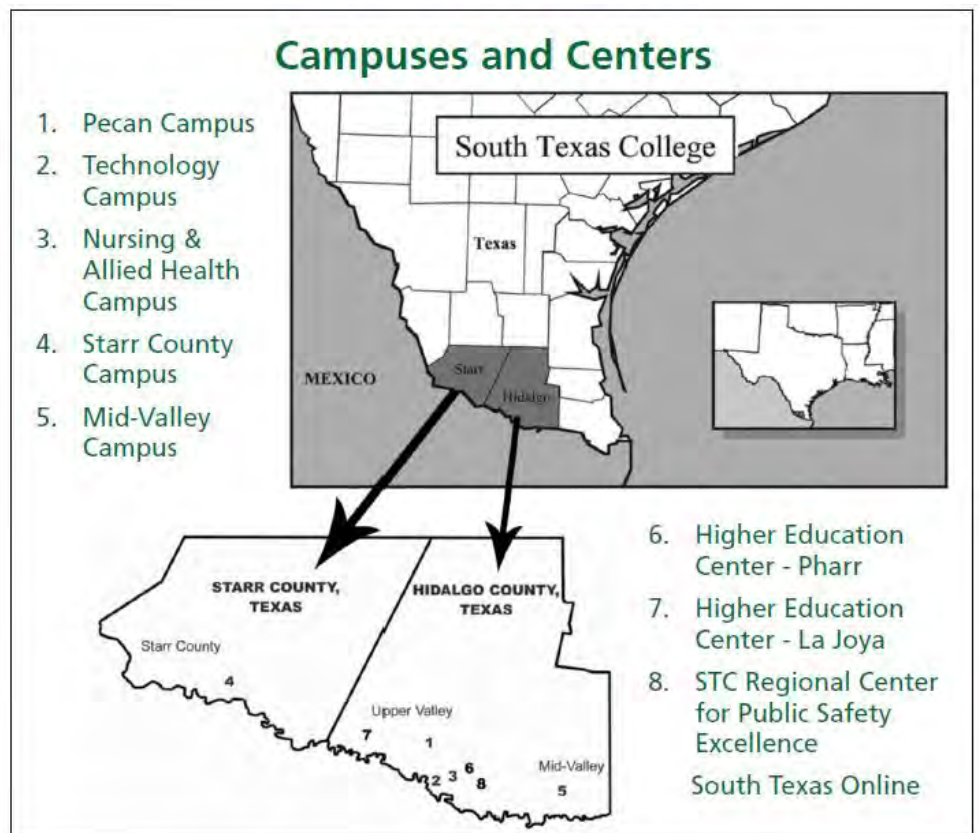 Campuses and Centers
1. Pecan Campus
2. Technology
Campus
3. Nursing &
Allied Health
Campus
4. Starr County
Campus
5. Mid-Valley
Campus
South Texas College
Texas
MEXICO
Starr
Hidalgo
6. Higher Education
Center - Pharr
7. Higher Education
Center - La Joya
8. STC Regional Center
for Public Safety
Excellence
South Texas Online
STARR COUNTY,
TEXAS
HIDALGO COUNTY,
TEXAS
Starr County
4
Upper Valley
7
1
2 3 6
8
Mid-Valley
5